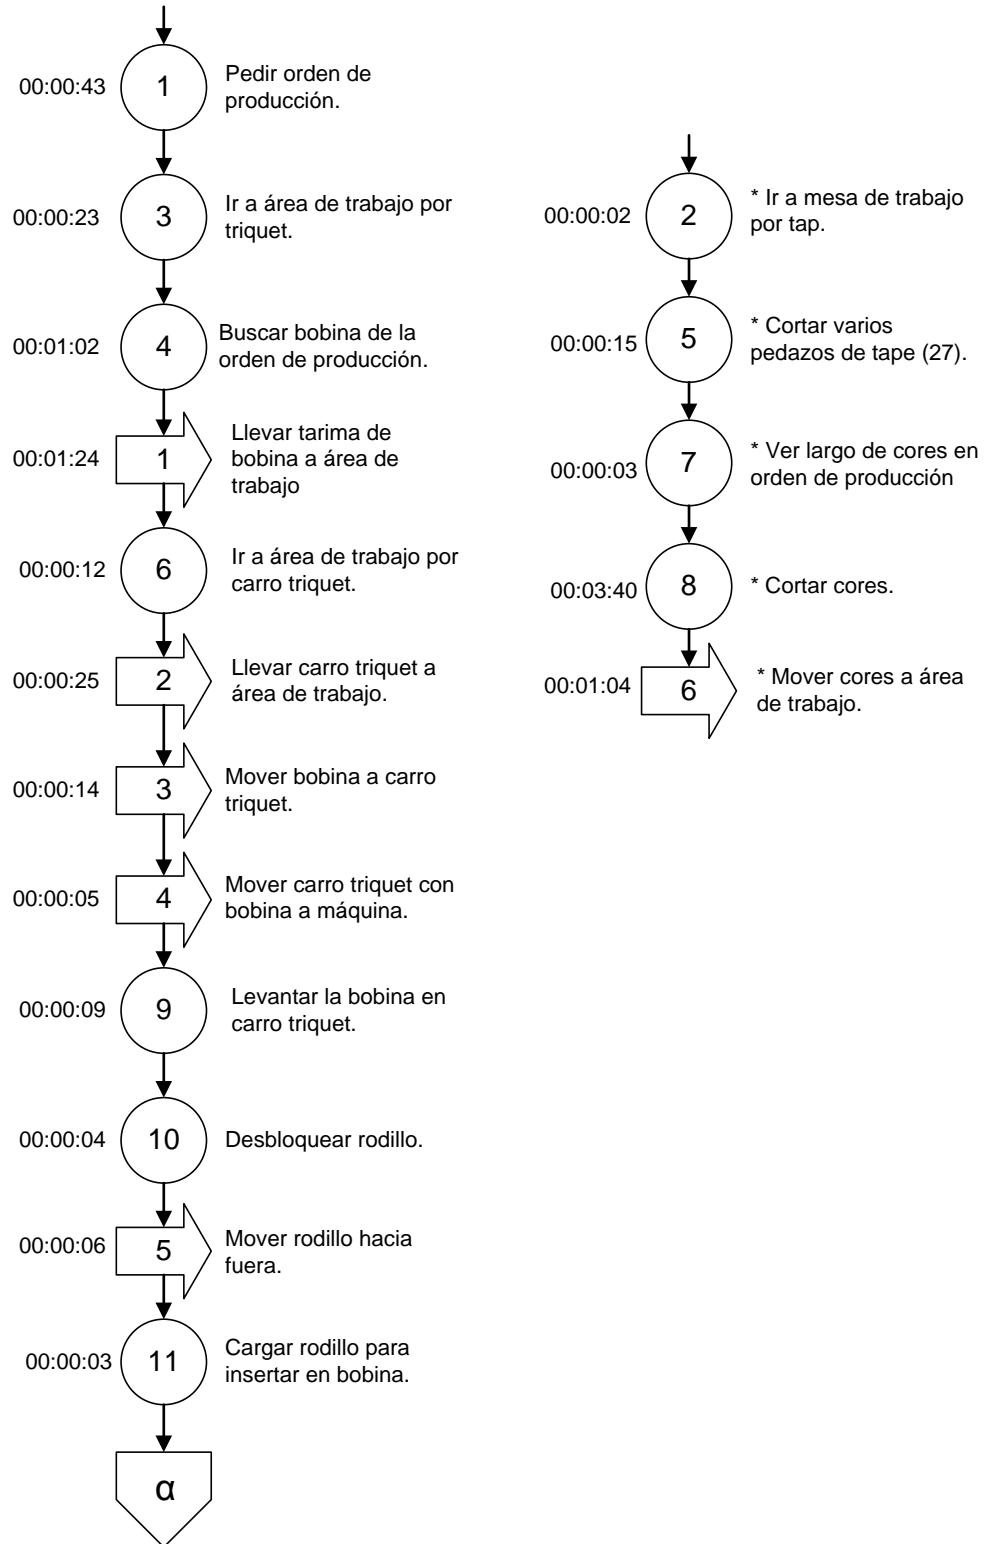 00:00:43
1
Pedir orden de
producción.
00:00:23
3
Ir a área de trabajo por
triquet.
00:01:02
4
Buscar bobina de la
orden de producción.
00:01:24
1
Llevar tarima de
bobina a área de
trabajo
00:00:12
6
Ir a área de trabajo por
carro triquet.
00:00:25
2
Llevar carro triquet a
área de trabajo.
00:00:14
3
Mover bobina a carro
triquet.
00:00:05
4
Mover carro triquet con
bobina a máquina.
00:00:09
9
Levantar la bobina en
carro triquet.
00:00:04
10
Desbloquear rodillo.
00:00:06
5
Mover rodillo hacia
fuera.
00:00:03
11
Cargar rodillo para
insertar en bobina.
α
00:00:02
2
* Ir a mesa de trabajo
por tap.
00:00:15
5
* Cortar varios
pedazos de tape (27).
00:00:03
7
* Ver largo de cores en
orden de producción
00:03:40
8
* Cortar cores.
00:01:04
6
* Mover cores a área
de trabajo.